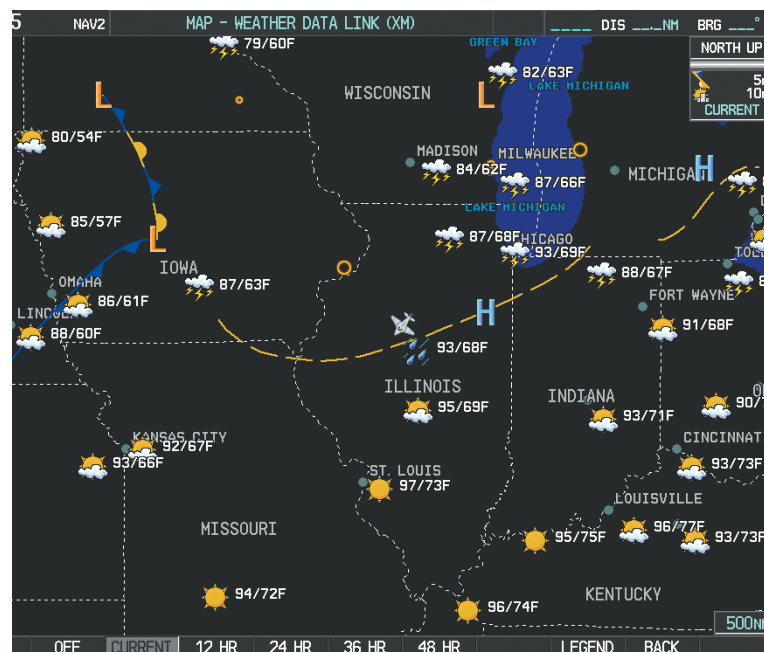 5 NAV2 MAP – WEATHER DATA LINK (XM) ____ DIS __._NM BRG ___°
79/60F
GREEN BAY
NORTH UP
82/63F
L
L
WISCONSIN
LAKE MICHIGAN
CURRENT
80/54F
MADISON
MILWAUKEE
84/62F
MICHIGAN
H
87/66F
LAKE MICHIGAN
85/57F
87/68F
L
CHICAGO
93/69F
IOWA
88/67F
OMAHA
87/63F
86/61F
FORT WAYNE
LINCOLN
H
88/60F
91/68F
93/68F
ILLINOIS
INDIANA
95/69F
93/71F
KANSAS CITY
92/67F
CINCINNAT
93/66F
93/73F
ST. LOUIS
97/73F
LOUISVILLE
MISSOURI
96/77F
95/75F
93/73F
94/72F
KENTUCKY
96/74F
500NM
OFF CURRENT 12 HR 24 HR 36 HR 48 HR LEGEND BACK